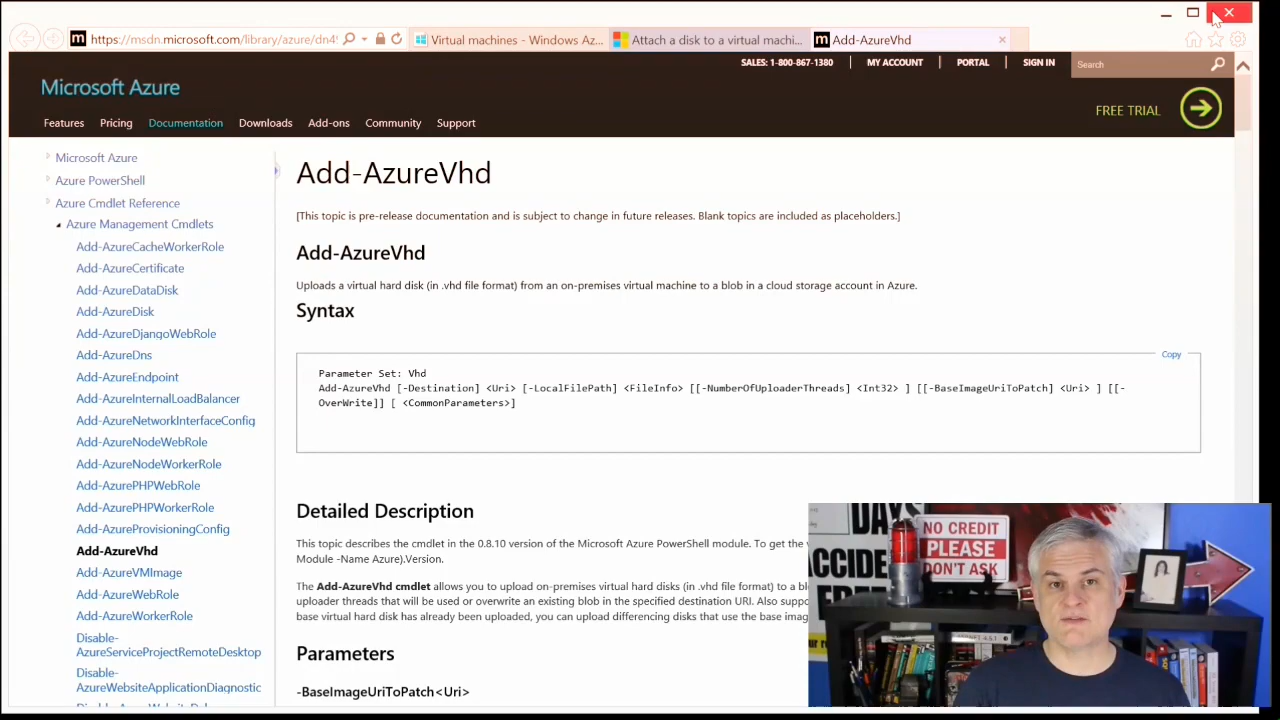 https://msdn.microsoft.com/library/azure/dn4
Virtual machines - Windows Az...
Attach a disk to a virtual machi...
Add-AzureVhd
SALES: 1-800-867-1380
MY ACCOUNT
PORTAL
SIGN IN
Search
Microsoft Azure
FREE TRIAL
Features
Pricing
Documentation
Downloads
Add-ons
Community
Support
Microsoft Azure
Azure PowerShell
Azure Cmdlet Reference
Azure Management Cmdlets
Add-AzureCacheWorkerRole
Add-AzureCertificate
Add-AzureDataDisk
Add-AzureDisk
Add-AzureDjangoWebRole
Add-AzureDns
Add-AzureEndpoint
Add-AzureInternalLoadBalancer
Add-AzureNetworkInterfaceConfig
Add-AzureNodeWebRole
Add-AzureNodeWorkerRole
Add-AzurePHPWebRole
Add-AzurePHPWorkerRole
Add-AzureProvisioningConfig
Add-AzureVhd
Add-AzureVMImage
Add-AzureWebRole
Add-AzureWorkerRole
Disable-
AzureServiceProjectRemoteDesktop
Disable-
AzureWebsiteApplicationDiagnostic
Add-AzureVhd
[This topic is pre-release documentation and is subject to change in future releases. Blank topics are included as placeholders.]
Add-AzureVhd
Uploads a virtual hard disk (in .vhd file format) from an on-premises virtual machine to a blob in a cloud storage account in Azure.
Syntax
Copy
Parameter Set: Vhd
Add-AzureVhd [-Destination] <Uri> [-LocalFilePath] <FileInfo> [[-NumberOfUploaderThreads] <Int32> ] [[-BaseImageUriToPatch] <Uri> ] [[-
OverWrite]] [ <CommonParameters>]
Detailed Description
This topic describes the cmdlet in the 0.8.10 version of the Microsoft Azure PowerShell module. To get the
Module -Name Azure).Version.
The Add-AzureVhd cmdlet allows you to upload on-premises virtual hard disks (in .vhd file format) to a
uploader threads that will be used or overwrite an existing blob in the specified destination URI. Also
base virtual hard disk has already been uploaded, you can upload differencing disks that use the base
Parameters
-BaseImageUriToPatch<Uri>
DAYS
NO CREDIT
PLEASE
DON'T ASK